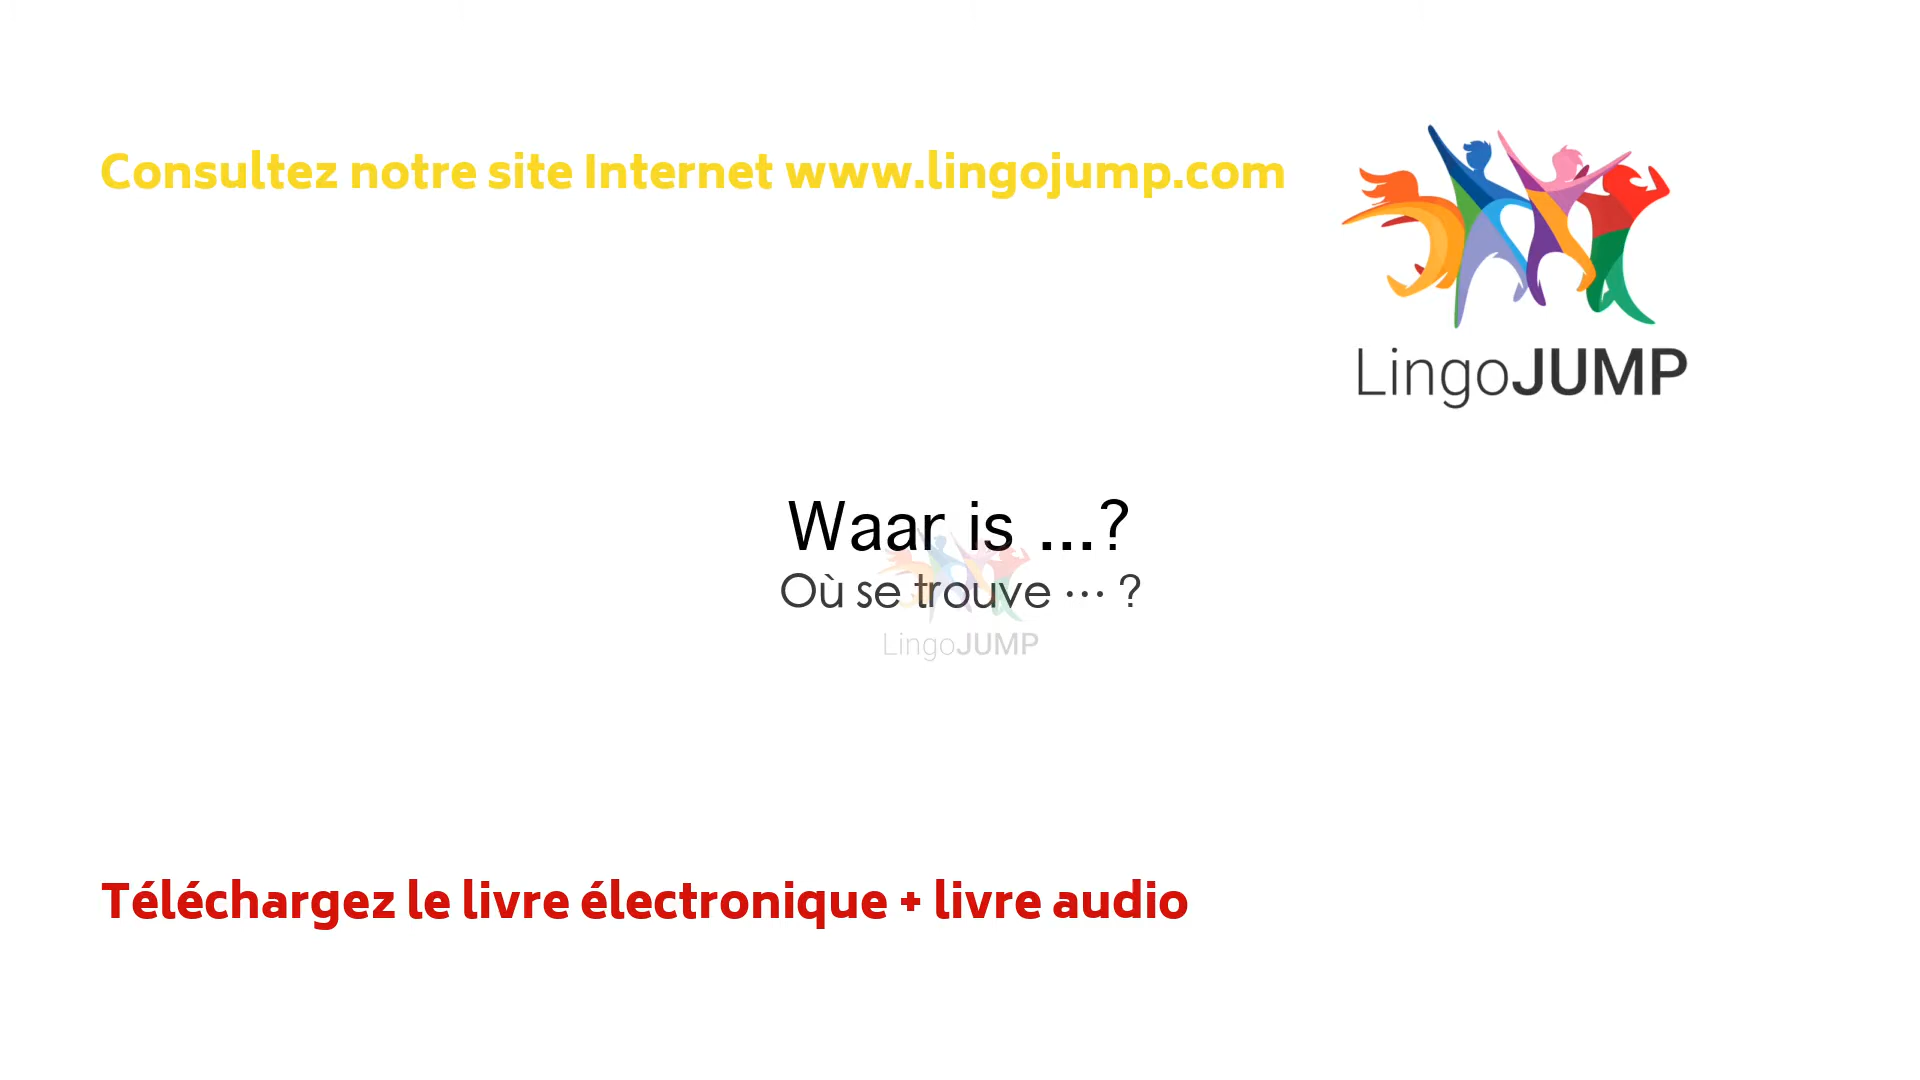 Consultez notre site Internet www.lingojump.com
LingoJUMP
Waar is ...?
Où se trouve ... ?
LingoJUMP
Téléchargez le livre électronique + livre audio